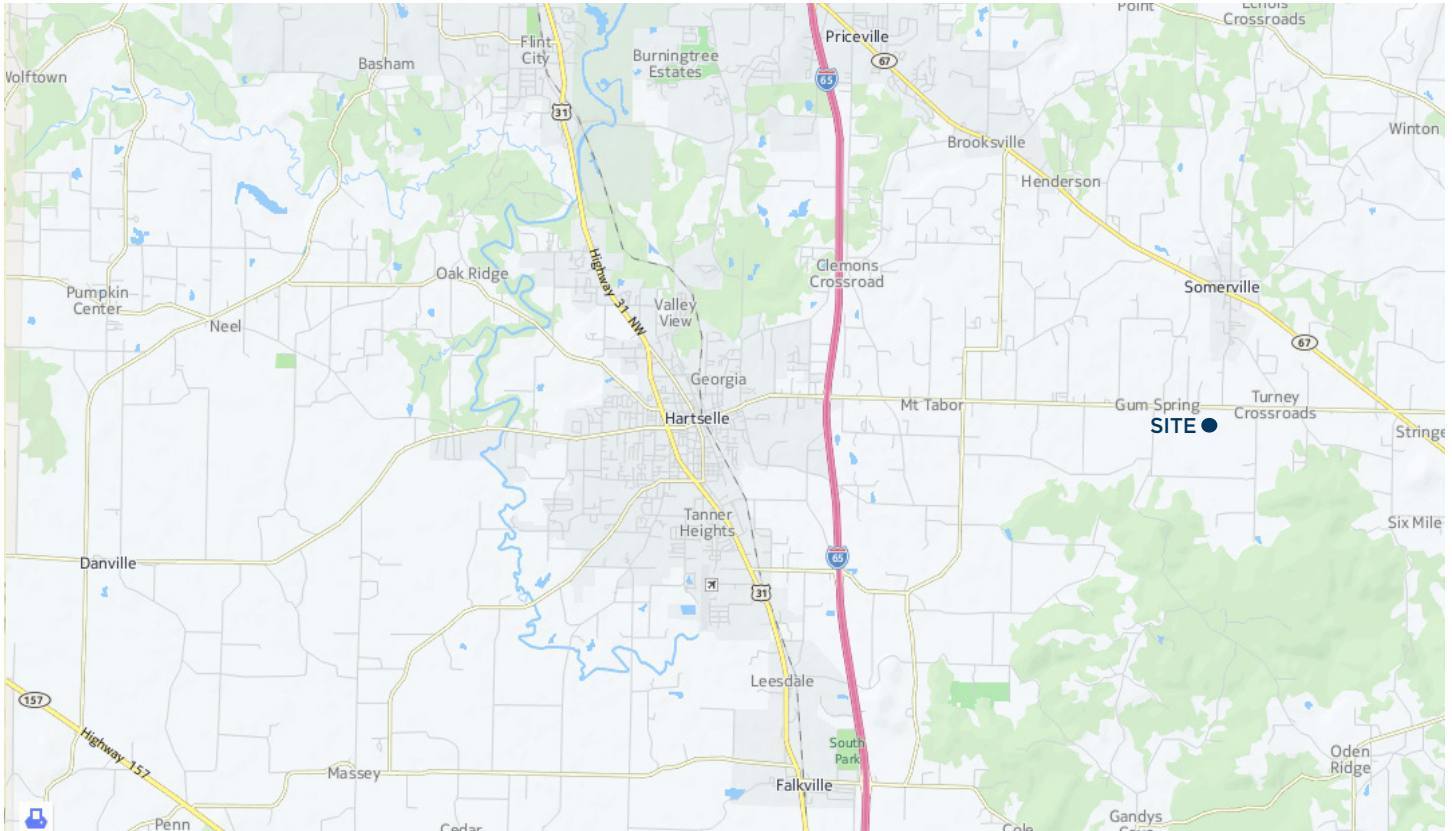 Point
Echols
Crossroads
Flint
City
Priceville
Burningtree
Estates
Basham
67
Wolftown
65
31
Winton
Brooksville
Henderson
Highway 31 NW
Clemons
Crossroad
Oak Ridge
Somerville
Pumpkin
Center
Valley
View
Neel
67
Georgia
Turney
Crossroads
Mt Tabor
Gum Spring
Hartselle
SITE
Tanner
Heights
Six Mile
65
Danville
31
Leesdale
157
Highway 157
South
Park
Oden
Ridge
Massey
Falkville
Gandys
Penn
Cedar
Cole